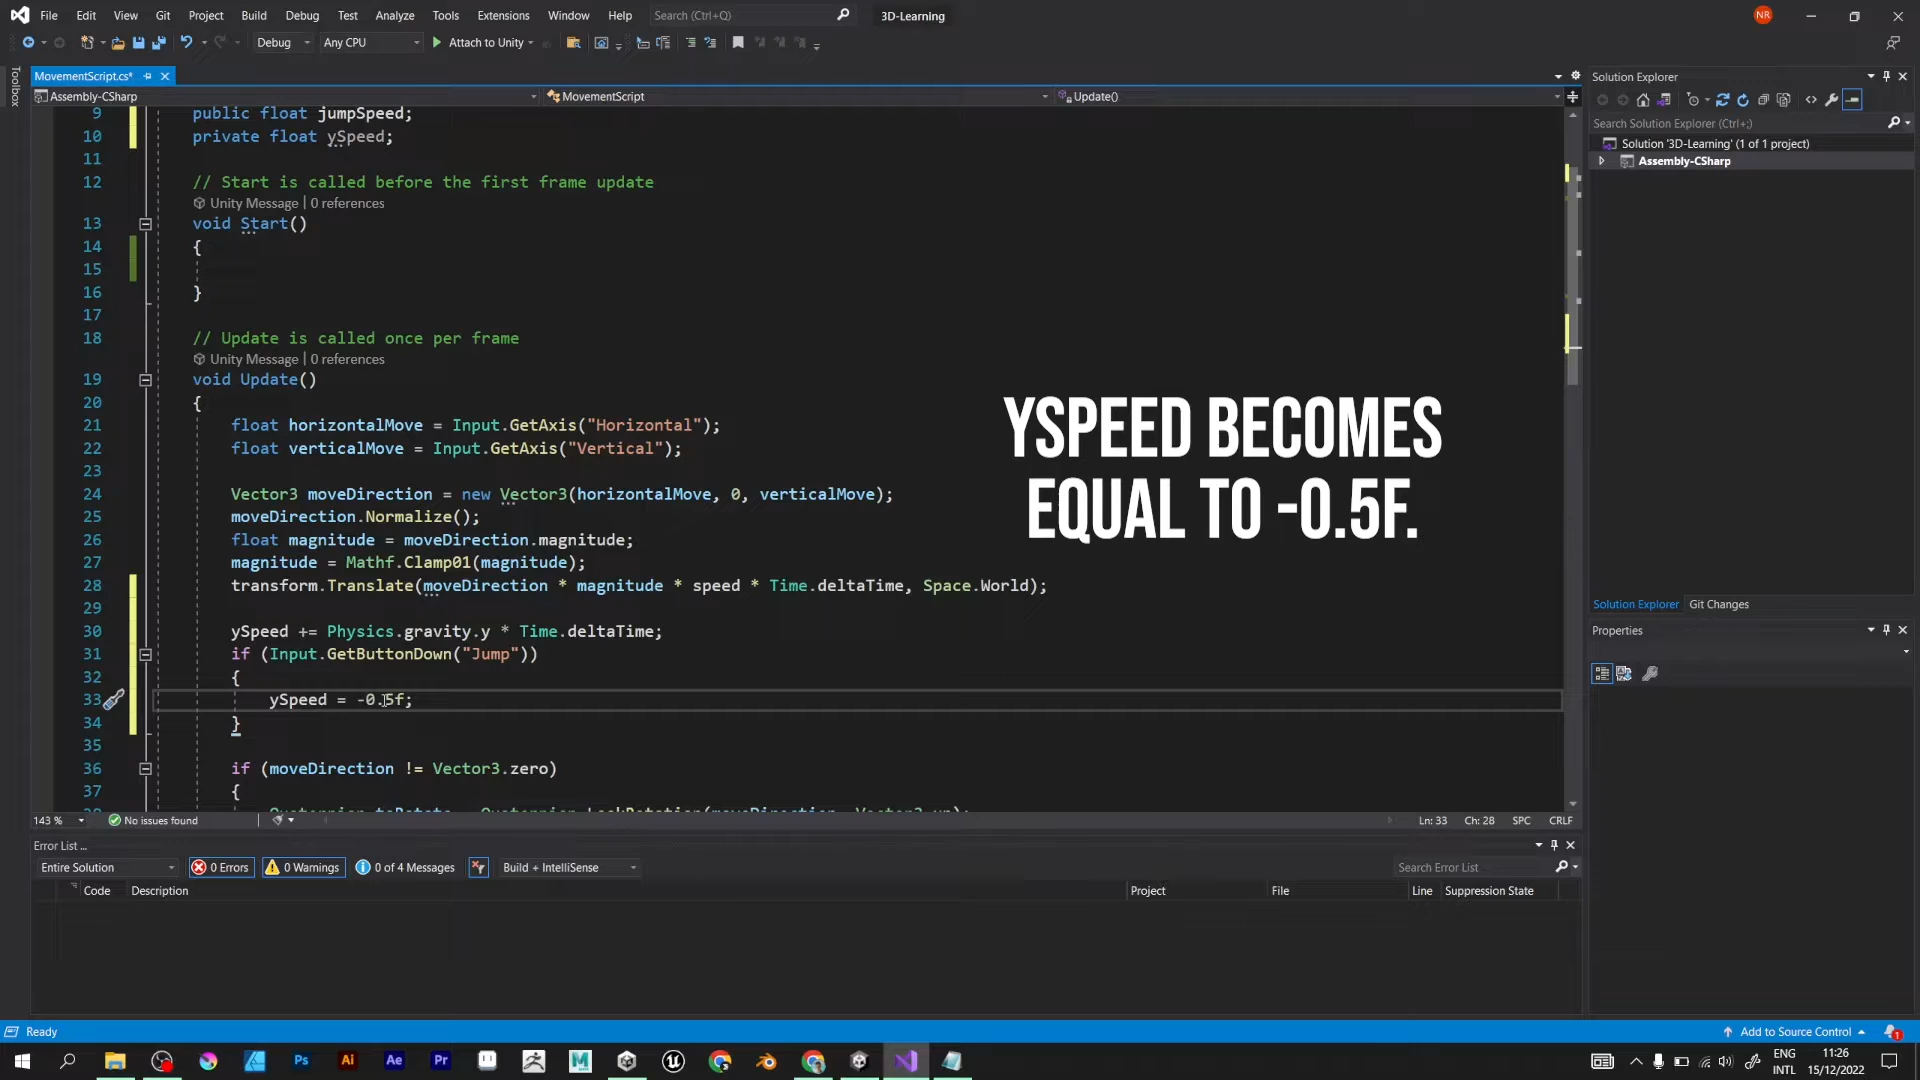 File Edit View Git Project Build Debug Test Analyze Tools Extensions Window Help Search (Ctrl+Q) 3D-Learning NR
Debug Any CPU Attach to Unity
Toolbox
MovementScript.cs*
Assembly-CSharp MovementScript Update()
9 public float jumpSpeed;
10 private float ySpeed;
11
12 // Start is called before the first frame update
Unity Message | 0 references
13 void Start()
14 {
15
16 }
17
18 // Update is called once per frame
Unity Message | 0 references
19 void Update()
20 {
21 float horizontalMove = Input.GetAxis("Horizontal");
22 float verticalMove = Input.GetAxis("Vertical");
23
24 Vector3 moveDirection = new Vector3(horizontalMove, 0, verticalMove);
25 moveDirection.Normalize();
26 float magnitude = moveDirection.magnitude;
27 magnitude = Mathf.Clamp01(magnitude);
28 transform.Translate(moveDirection * magnitude * speed * Time.deltaTime, Space.World);
29
30 ySpeed += Physics.gravity.y * Time.deltaTime;
31 if (Input.GetButtonDown("Jump"))
32 {
33 ySpeed = -0.5f;
34 }
35
36 if (moveDirection != Vector3.zero)
37 {
YSPEED BECOMES
EQUAL TO -0.5F.
143 % No issues found Ln: 33 Ch: 28 SPC CRLF
Error List ...
Entire Solution 0 Errors 0 Warnings 0 of 4 Messages Build + IntelliSense Search Error List
Code Description Project File Line Suppression State
Solution Explorer
Search Solution Explorer (Ctrl+;)
Solution '3D-Learning' (1 of 1 project)
Assembly-CSharp
Solution Explorer Git Changes
Properties
Ready Add to Source Control 1
Ps Ai Ae Pr
ENG
INTL
11:26
15/12/2022